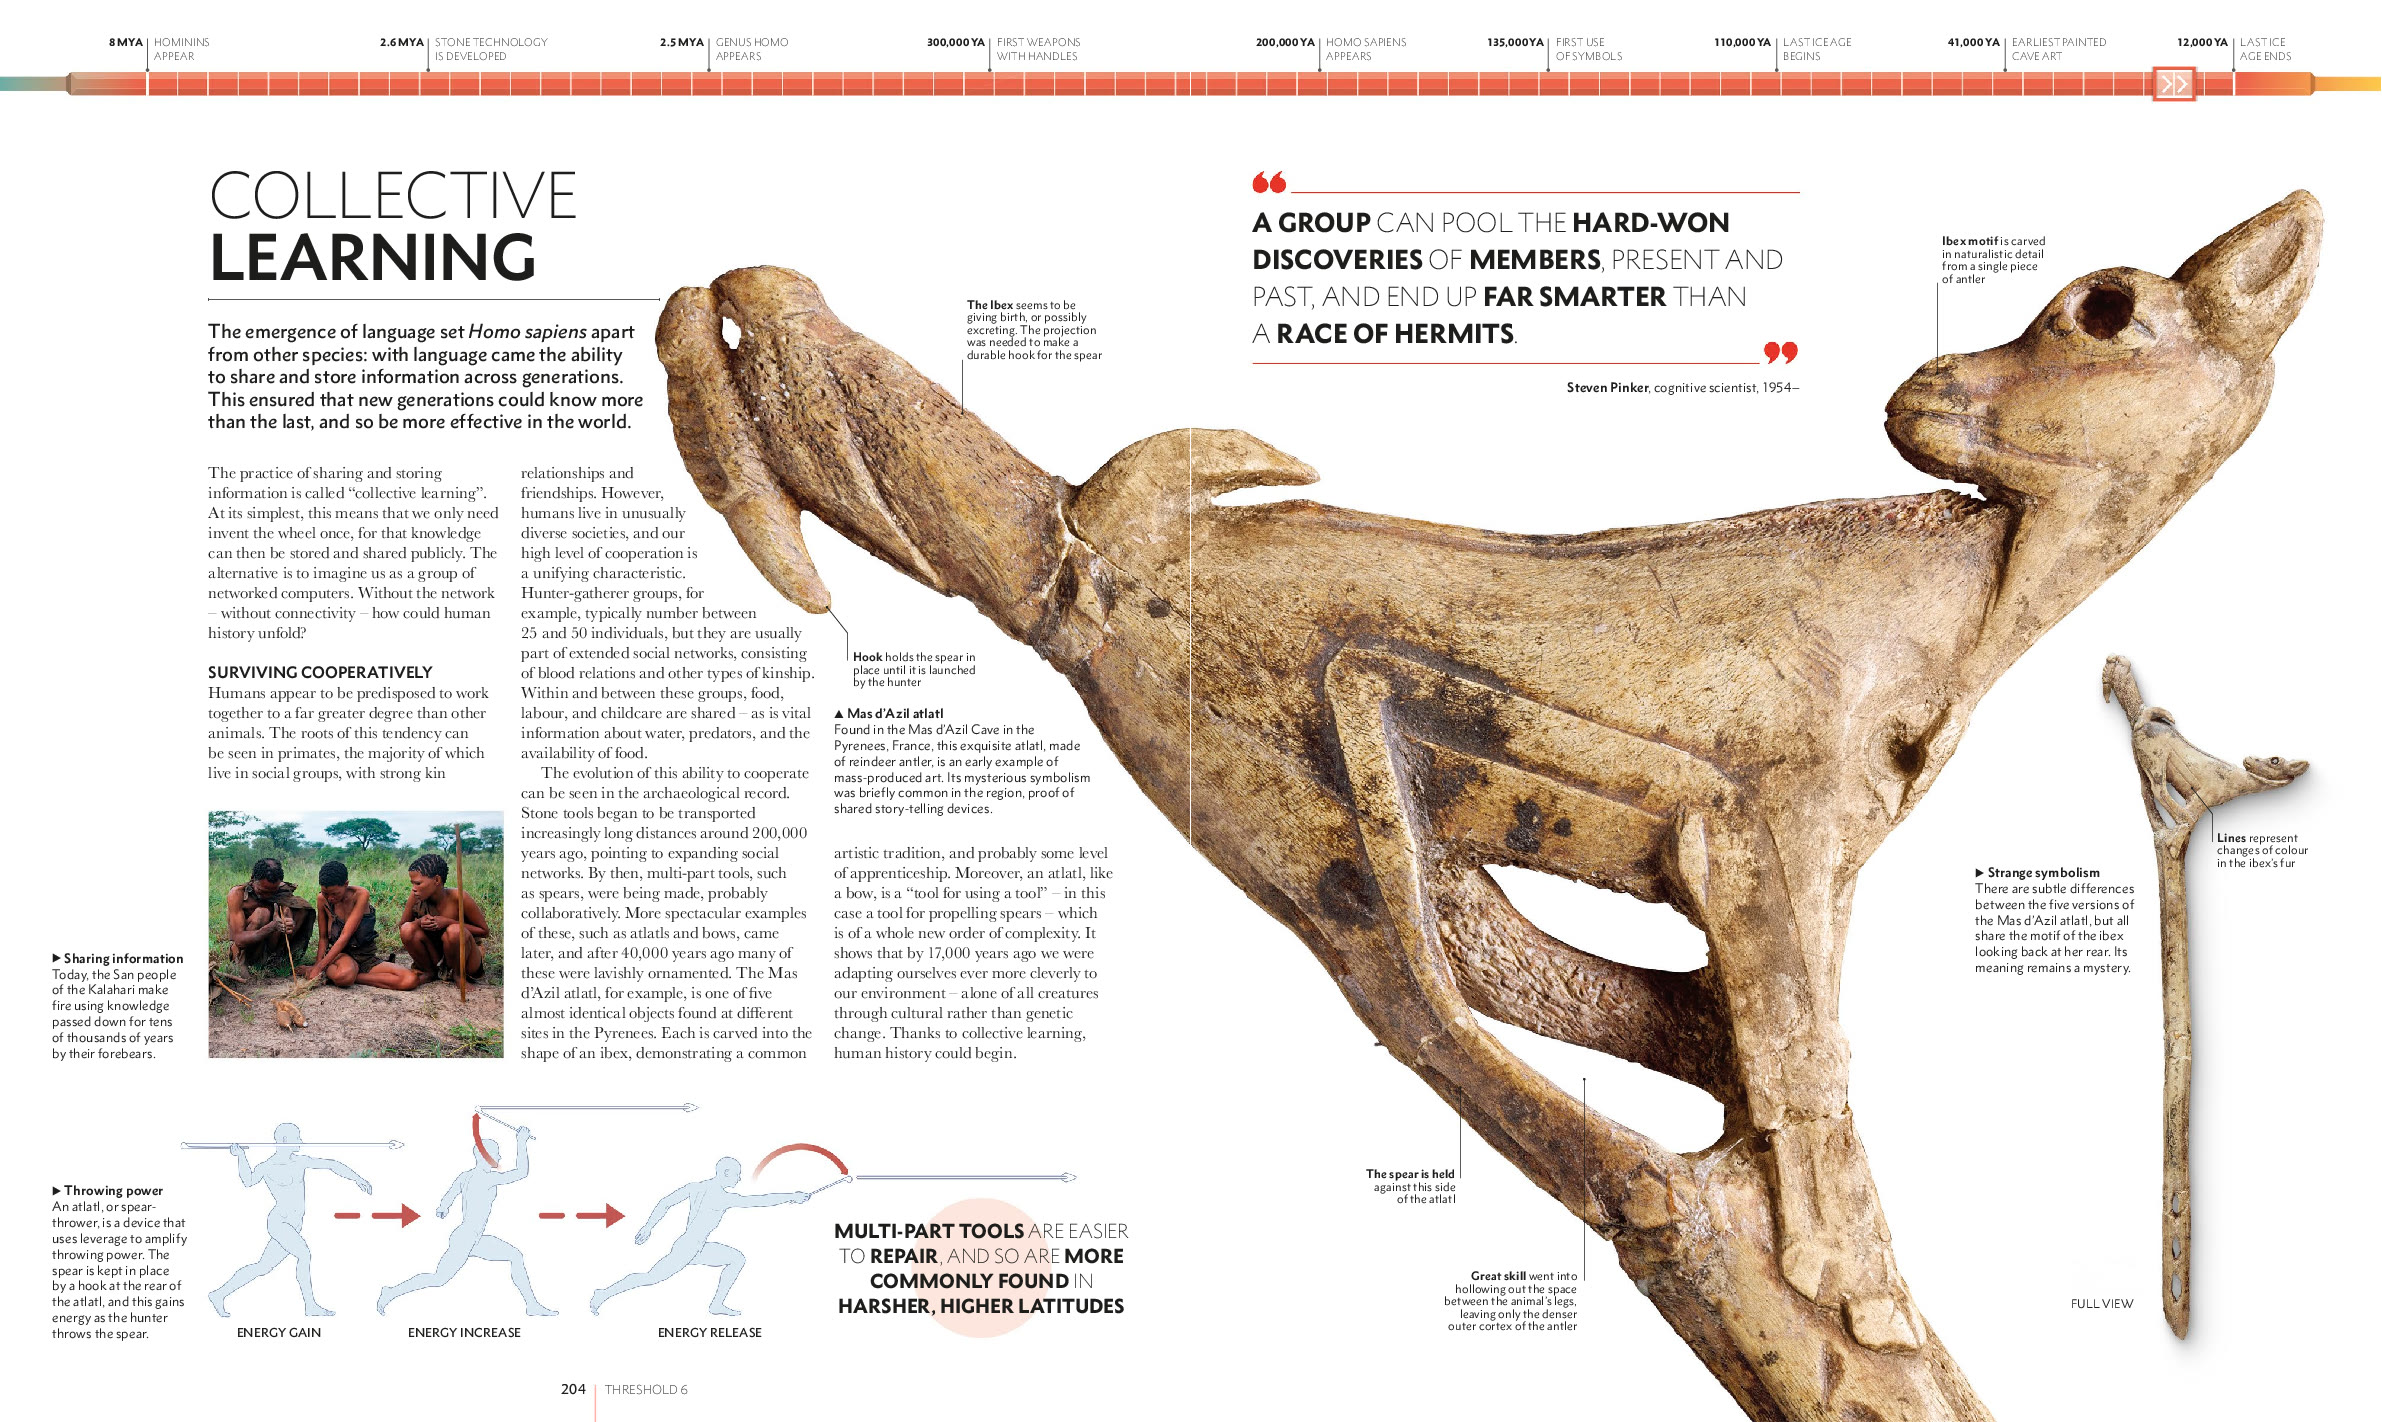 8 MYA
HOMININS
APPEAR
2.6 MYA
STONE TECHNOLOGY
IS DEVELOPED
2.5 MYA
GENUS HOMO
APPEARS
300,000 YA
FIRST WEAPONS
WITH HANDLES
200,000 YA
HOMO SAPIENS
APPEARS
135,000 YA
FIRST USE
OF SYMBOLS
110,000 YA
LAST ICE AGE
BEGINS
41,000 YA
EARLIEST PAINTED
CAVE ART
12,000 YA
LAST ICE
AGE ENDS
COLLECTIVE
LEARNING
The emergence of language set Homo sapiens apart
from other species: with language came the ability
to share and store information across generations.
This ensured that new generations could know more
than the last, and so be more effective in the world.
The practice of sharing and storing
information is called “collective learning”.
At its simplest, this means that we only need
invent the wheel once, for that knowledge
can then be stored and shared publicly. The
alternative is to imagine us as a group of
networked computers. Without the network
– without connectivity – how could human
history unfold?
SURVIVING COOPERATIVELY
Humans appear to be predisposed to work
together to a far greater degree than other
animals. The roots of this tendency can
be seen in primates, the majority of which
live in social groups, with strong kin
relationships and
friendships. However,
humans live in unusually
diverse societies, and our
high level of cooperation is
a unifying characteristic.
Hunter-gatherer groups, for
example, typically number between
25 and 50 individuals, but they are usually
part of extended social networks, consisting
of blood relations and other types of kinship.
Within and between these groups, food,
labour, and childcare are shared – as is vital
information about water, predators, and the
availability of food.
The evolution of this ability to cooperate
can be seen in the archaeological record.
Stone tools began to be transported
increasingly long distances around 200,000
years ago, pointing to expanding social
networks. By then, multi-part tools, such
as spears, were being made, probably
collaboratively. More spectacular examples
of these, such as atlatls and bows, came
later, and after 40,000 years ago many of
these were lavishly ornamented. The Mas
d’Azil atlatl, for example, is one of five
almost identical objects found at different
sites in the Pyrenees. Each is carved into the
shape of an ibex, demonstrating a common
artistic tradition, and probably some level
of apprenticeship. Moreover, an atlatl, like
a bow, is a “tool for using a tool” – in this
case a tool for propelling spears – which
is of a whole new order of complexity. It
shows that by 17,000 years ago we were
adapting ourselves ever more cleverly to
our environment – alone of all creatures
through cultural rather than genetic
change. Thanks to collective learning,
human history could begin.
The Ibex seems to be
giving birth, or possibly
excreting. The projection
was needed to make a
durable hook for the spear
Hook holds the spear in
place until it is launched
by the hunter
▲ Mas d’Azil atlatl
Found in the Mas d’Azil Cave in the
Pyrenees, France, this exquisite atlatl, made
of reindeer antler, is an early example of
mass-produced art. Its mysterious symbolism
was briefly common in the region, proof of
shared story-telling devices.
▶ Sharing information
Today, the San people
of the Kalahari make
fire using knowledge
passed down for tens
of thousands of years
by their forebears.
▶ Throwing power
An atlatl, or spear-
thrower, is a device that
uses leverage to amplify
throwing power. The
spear is kept in place
by a hook at the rear of
the atlatl, and this gains
energy as the hunter
throws the spear.
ENERGY GAIN
ENERGY INCREASE
ENERGY RELEASE
MULTI-PART TOOLS ARE EASIER
TO REPAIR, AND SO ARE MORE
COMMONLY FOUND IN
HARSHER, HIGHER LATITUDES
204
THRESHOLD 6
“
A GROUP CAN POOL THE HARD-WON
DISCOVERIES OF MEMBERS, PRESENT AND
PAST, AND END UP FAR SMARTER THAN
A RACE OF HERMITS.
”
Steven Pinker, cognitive scientist, 1954–
Ibex motif is carved
in naturalistic detail
from a single piece
of antler
Lines represent
changes of colour
in the ibex’s fur
▶ Strange symbolism
There are subtle differences
between the five versions of
the Mas d’Azil atlatl, but all
share the motif of the ibex
looking back at her rear. Its
meaning remains a mystery.
The spear is held
against this side
of the atlatl
Great skill went into
hollowing out the space
between the animal’s legs,
leaving only the denser
outer cortex of the antler
FULL VIEW